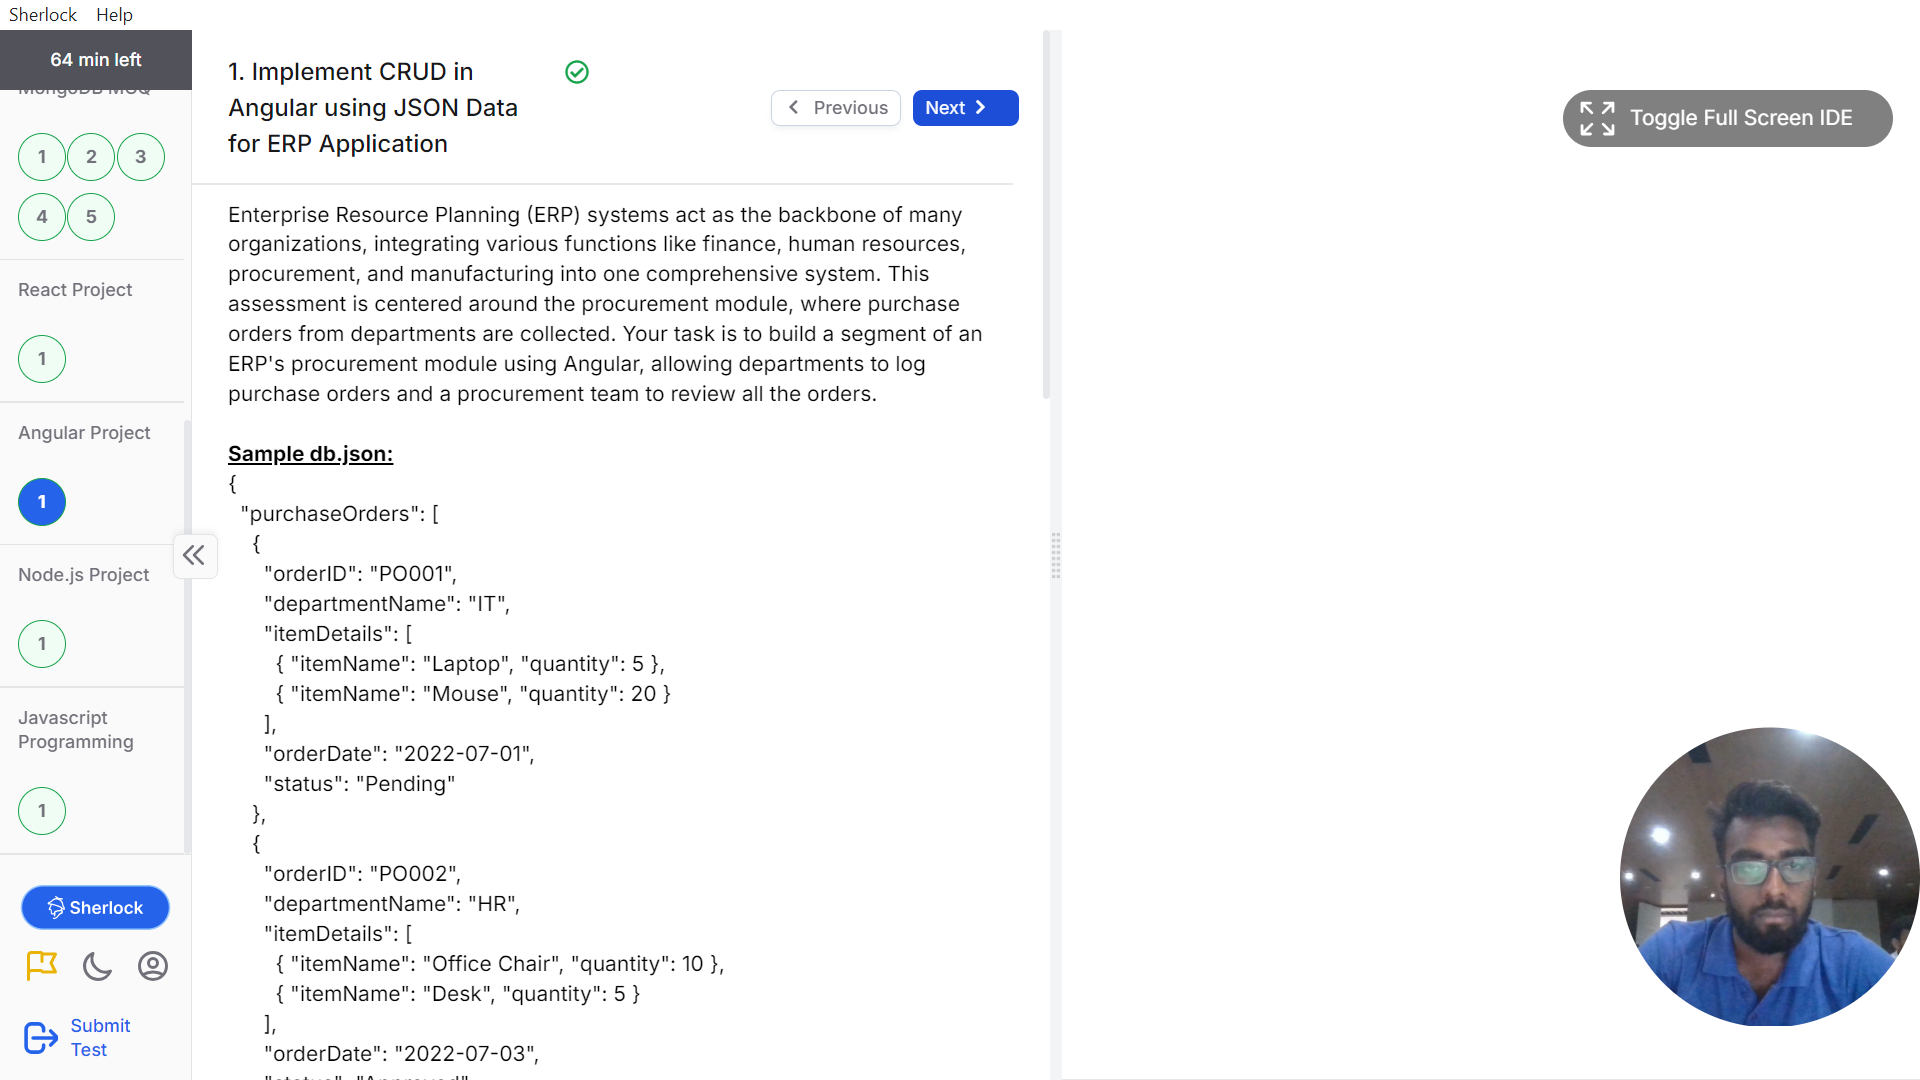 Sherlock Help
64 min left
MongoDB MCQ
1 2 3
4 5
React Project
1
Angular Project
1
Node.js Project
1
Javascript
Programming
1
Sherlock
Submit
Test
1. Implement CRUD in
Angular using JSON Data
for ERP Application
Previous
Next
Enterprise Resource Planning (ERP) systems act as the backbone of many
organizations, integrating various functions like finance, human resources,
procurement, and manufacturing into one comprehensive system. This
assessment is centered around the procurement module, where purchase
orders from departments are collected. Your task is to build a segment of an
ERP's procurement module using Angular, allowing departments to log
purchase orders and a procurement team to review all the orders.
Sample db.json:
{
"purchaseOrders": [
{
"orderID": "PO001",
"departmentName": "IT",
"itemDetails": [
{ "itemName": "Laptop", "quantity": 5 },
{ "itemName": "Mouse", "quantity": 20 }
],
"orderDate": "2022-07-01",
"status": "Pending"
},
{
"orderID": "PO002",
"departmentName": "HR",
"itemDetails": [
{ "itemName": "Office Chair", "quantity": 10 },
{ "itemName": "Desk", "quantity": 5 }
],
"orderDate": "2022-07-03",
"status": "Approved"
Toggle Full Screen IDE